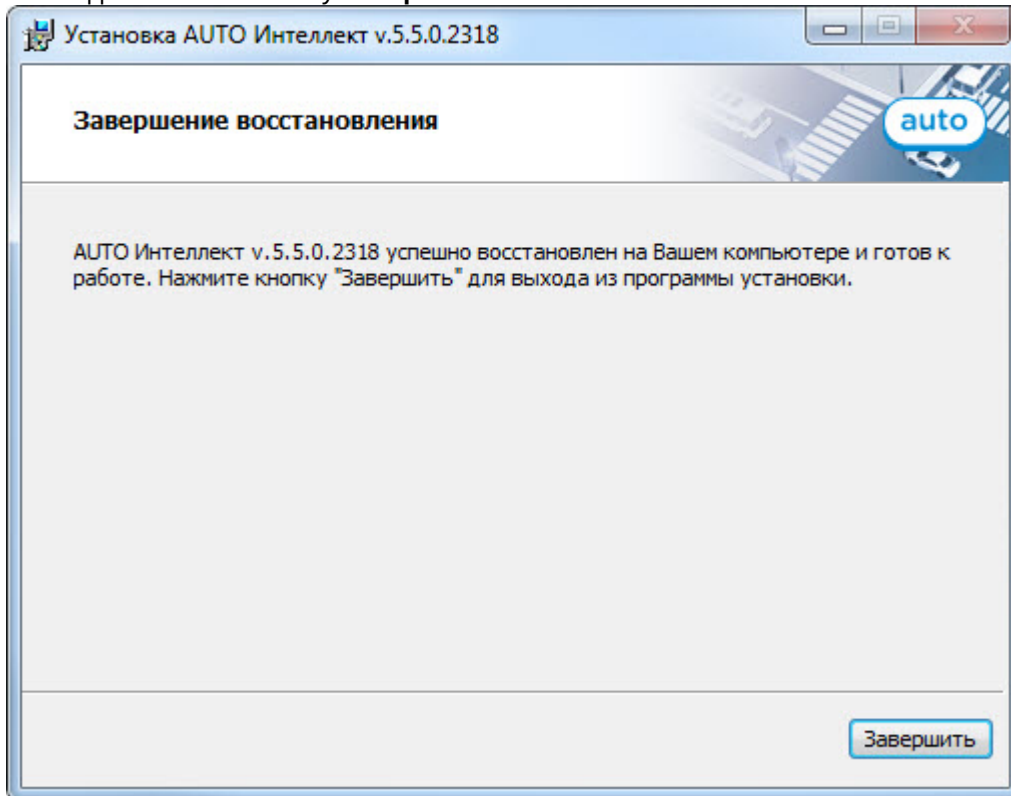 Установка AUTO Интеллект v.5.5.0.2318
Завершение восстановления
auto
AUTO Интеллект v.5.5.0.2318 успешно восстановлен на Вашем компьютере и готов к
работе. Нажмите кнопку "Завершить" для выхода из программы установки.
Завершить